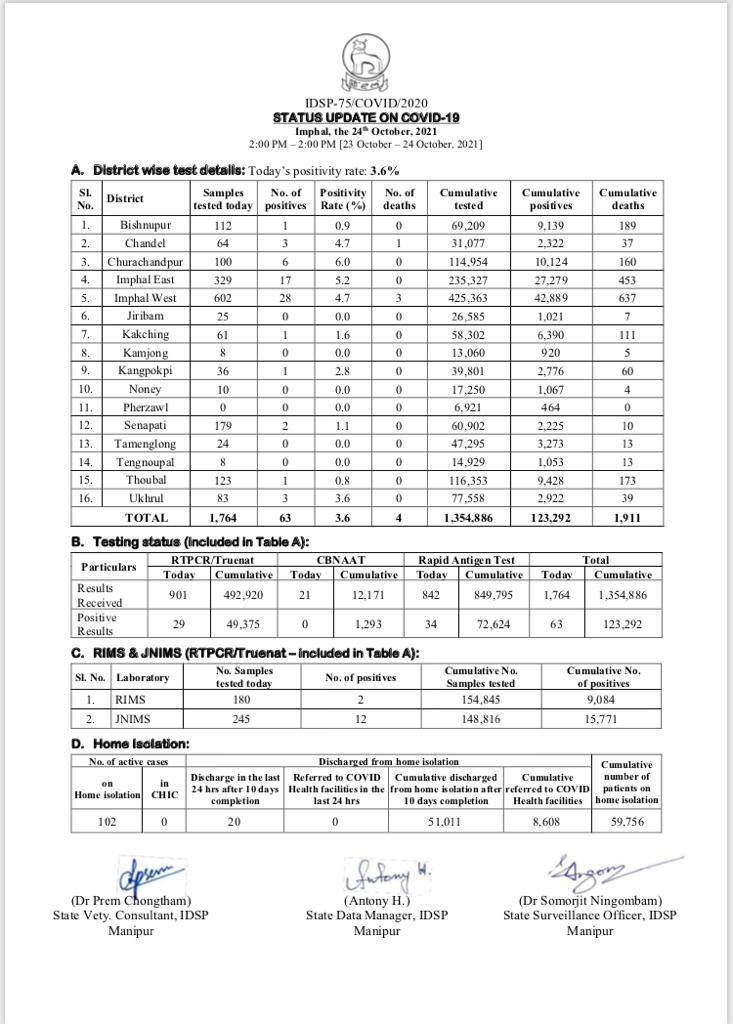 IDSP-75/COVID/2020
STATUS UPDATE ON COVID-19
Imphal, the 24th October, 2021
2:00 PM – 2:00 PM [23 October – 24 October, 2021]
A. District wise test details: Today's positivity rate: 3.6%
Sl. No. District Samples tested today No. of positives Positivity Rate (%) No. of deaths Cumulative tested Cumulative positives Cumulative deaths
1. Bishnupur 112 1 0.9 0 69,209 9,139 189
2. Chandel 64 3 4.7 1 31,077 2,322 37
3. Churachandpur 100 6 6.0 0 114,954 10,124 160
4. Imphal East 329 17 5.2 0 235,327 27,279 453
5. Imphal West 602 28 4.7 3 425,363 42,889 637
6. Jiribam 25 0 0.0 0 26,585 1,021 7
7. Kakching 61 1 1.6 0 58,302 6,390 111
8. Kamjong 8 0 0.0 0 13,060 920 5
9. Kangpokpi 36 1 2.8 0 39,801 2,776 60
10. Noney 10 0 0.0 0 17,250 1,067 4
11. Pherzawl 0 0 0.0 0 6,921 464 0
12. Senapati 179 2 1.1 0 60,902 2,225 10
13. Tamenglong 24 0 0.0 0 47,295 3,273 13
14. Tengnoupal 8 0 0.0 0 14,929 1,053 13
15. Thoubal 123 1 0.8 0 116,353 9,428 173
16. Ukhrul 83 3 3.6 0 77,558 2,922 39
TOTAL 1,764 63 3.6 4 1,354,886 123,292 1,911
B. Testing status (included in Table A):
Particulars RTPCR/Truenat CBNAAT Rapid Antigen Test Total
Today Cumulative Today Cumulative Today Cumulative Today Cumulative
Results Received 901 492,920 21 12,171 842 849,795 1,764 1,354,886
Positive Results 29 49,375 0 1,293 34 72,624 63 123,292
C. RIMS & JNIMS (RTPCR/Truenat – included in Table A):
Sl. No. Laboratory No. Samples tested today No. of positives Cumulative No. Samples tested Cumulative No. of positives
1. RIMS 180 2 154,845 9,084
2. JNIMS 245 12 148,816 15,771
D. Home Isolation:
No. of active cases Discharged from home isolation Cumulative number of patients on home isolation
on Home isolation in CHIC Discharge in the last 24 hrs after 10 days completion Referred to COVID Health facilities in the last 24 hrs Cumulative discharged from home isolation after 10 days completion Cumulative referred to COVID Health facilities
102 0 20 0 51,011 8,608 59,756
Antony H.
(Dr Prem Chongtham) (Antony H.) (Dr Somorjit Ningombam)
State Vety. Consultant, IDSP State Data Manager, IDSP State Surveillance Officer, IDSP
Manipur Manipur Manipur